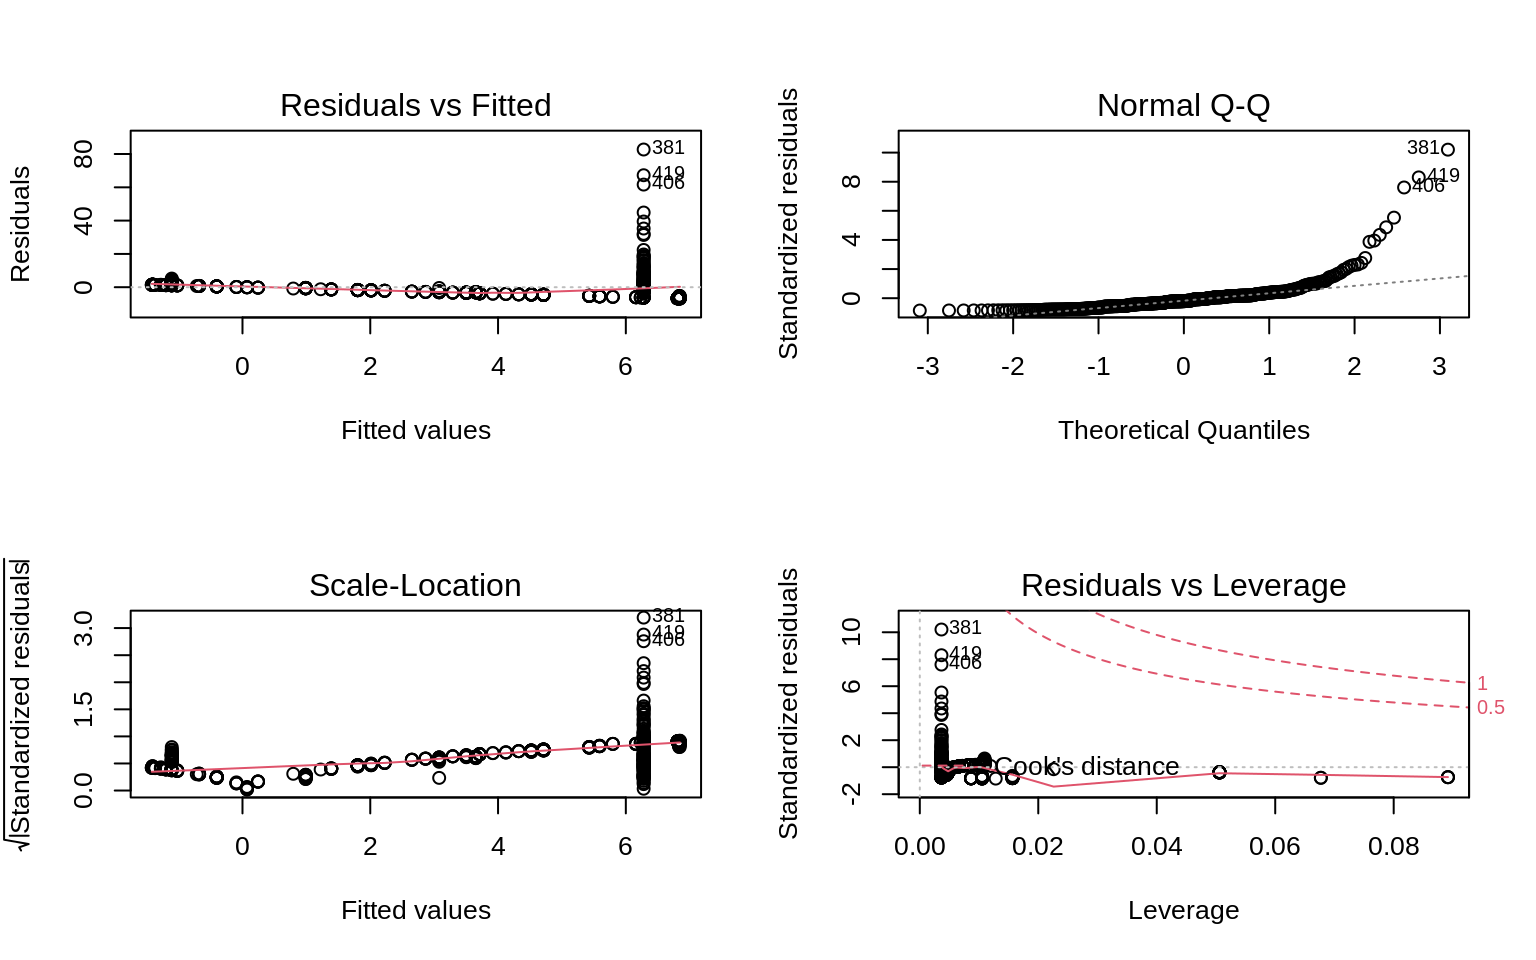 Residuals vs Fitted
Residuals
80
40
0
381
419
406
0 2 4 6
Fitted values
Normal Q-Q
Standardized residuals
8
4
0
381
419
406
-3 -2 -1 0 1 2 3
Theoretical Quantiles
Scale-Location
√|Standardized residuals|
3.0
1.5
0.0
381
419
406
0 2 4 6
Fitted values
Residuals vs Leverage
Standardized residuals
10
6
2
-2
381
419
406
1
0.5
Cook's distance
0.00 0.02 0.04 0.06 0.08
Leverage